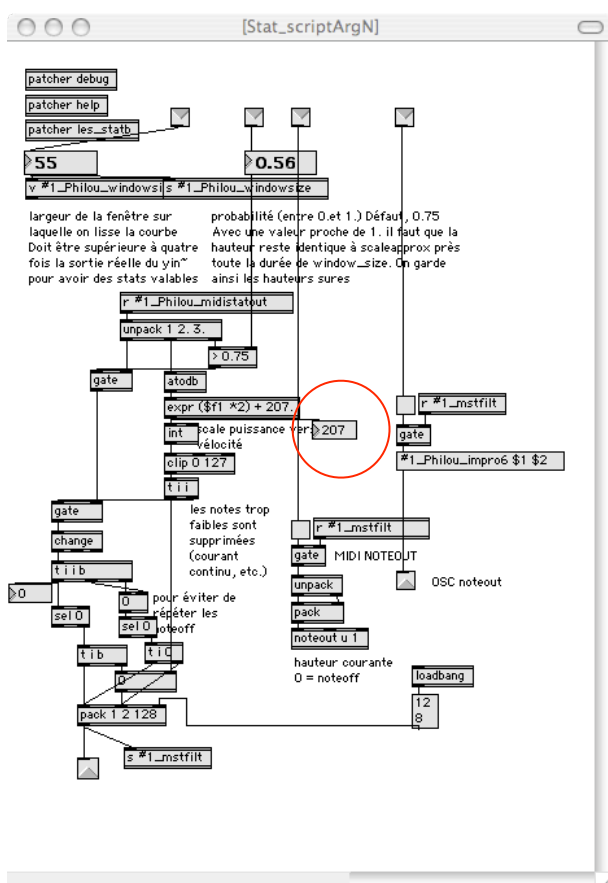 [Stat_scriptArgN]
patcher debug
patcher help
patcher les_statb
55
0.56
v #1_Philou_windowsi
s #1_Philou_windowsize
largeur de la fenêtre sur
laquelle on lisse la courbe
Doit être supérieure à quatre
fois la sortie réelle du yin~
pour avoir des stats valables
probabilité (entre 0.et 1.) Défaut, 0.75
Avec une valeur proche de 1. il faut que la
hauteur reste identique à scaleapprox près
toute la durée de window_size. On garde
ainsi les hauteurs sures
r #1_Philou_midistatout
unpack 1 2. 3.
> 0.75
gate
atodb
expr ($f1 *2) + 207.
int
scale puissance vers
vélocité
207
r #1_mstfilt
gate
#1_Philou_impro6 $1 $2
clip 0 127
t i i
gate
les notes trop
faibles sont
supprimées
(courant
continu, etc.)
change
t i i b
0
0
pour éviter de
répéter les
noteoff
sel 0
sel 0
t i b
t i 0
0
pack 1 2 128
s #1_mstfilt
r #1_mstfilt
gate
MIDI NOTEOUT
unpack
pack
noteout u 1
OSC noteout
hauteur courante
0 = noteoff
loadbang
12
8